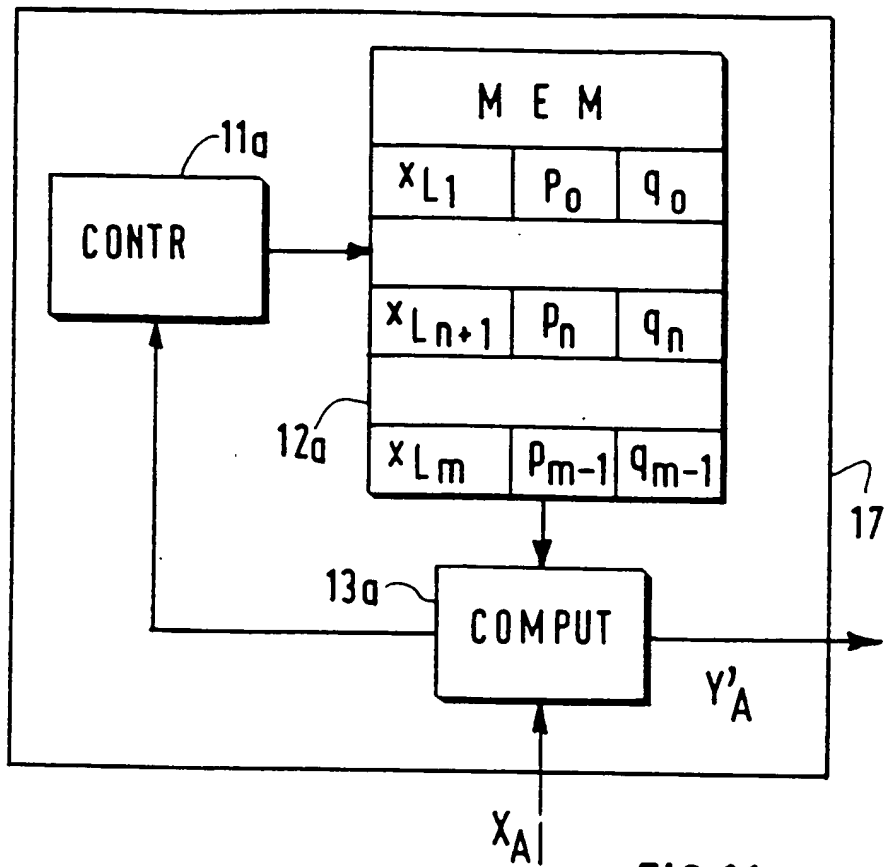 MEM
11a
xL1 p0 q0
CONTR
xLn+1 pn qn
12a
xLm pm-1 qm-1
17
13a
COMPUT
Y'A
XA